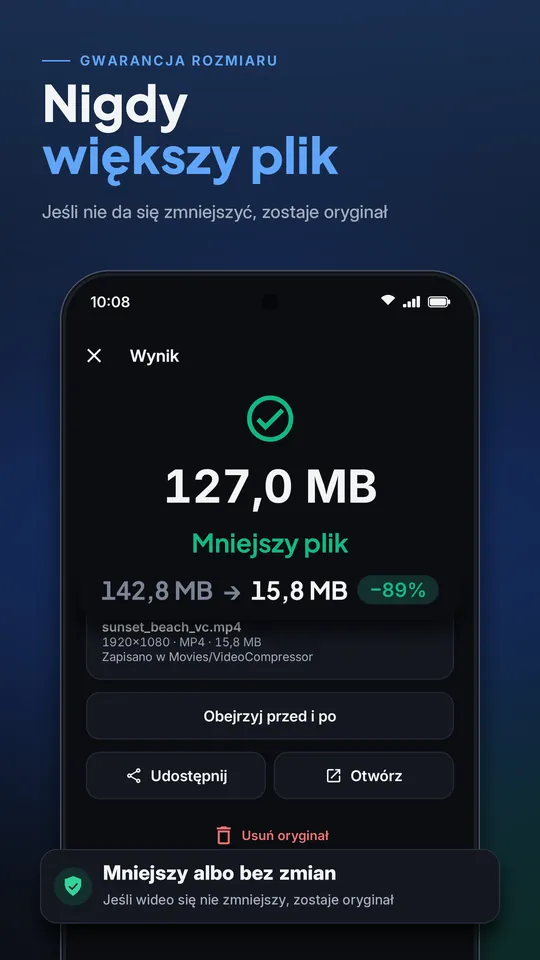 GWARANCJA ROZMIARU
Nigdy
większy plik
Jeśli nie da się zmniejszyć, zostaje oryginał
10:08
Wynik
127,0 MB
Mniejszy plik
142,8 MB → 15,8 MB −89%
sunset_beach_vc.mp4
1920×1080 · MP4 · 15,8 MB
Zapisano w Movies/VideoCompressor
Obejrzyj przed i po
Udostępnij Otwórz
Usuń oryginał
Mniejszy albo bez zmian
Jeśli wideo się nie zmniejszy, zostaje oryginał